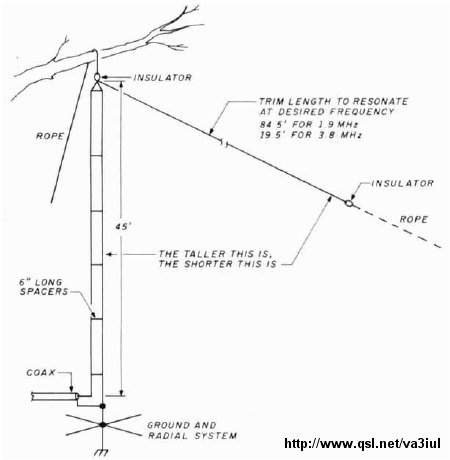 INSULATOR
TRIM LENGTH TO RESONATE
AT DESIRED FREQUENCY
84.5' FOR 1.9 MHz
19.5' FOR 3.8 MHz
ROPE
INSULATOR
ROPE
45'
THE TALLER THIS IS,
THE SHORTER THIS IS
6" LONG
SPACERS
COAX
GROUND AND
RADIAL SYSTEM
http://www.qsl.net/va3iul